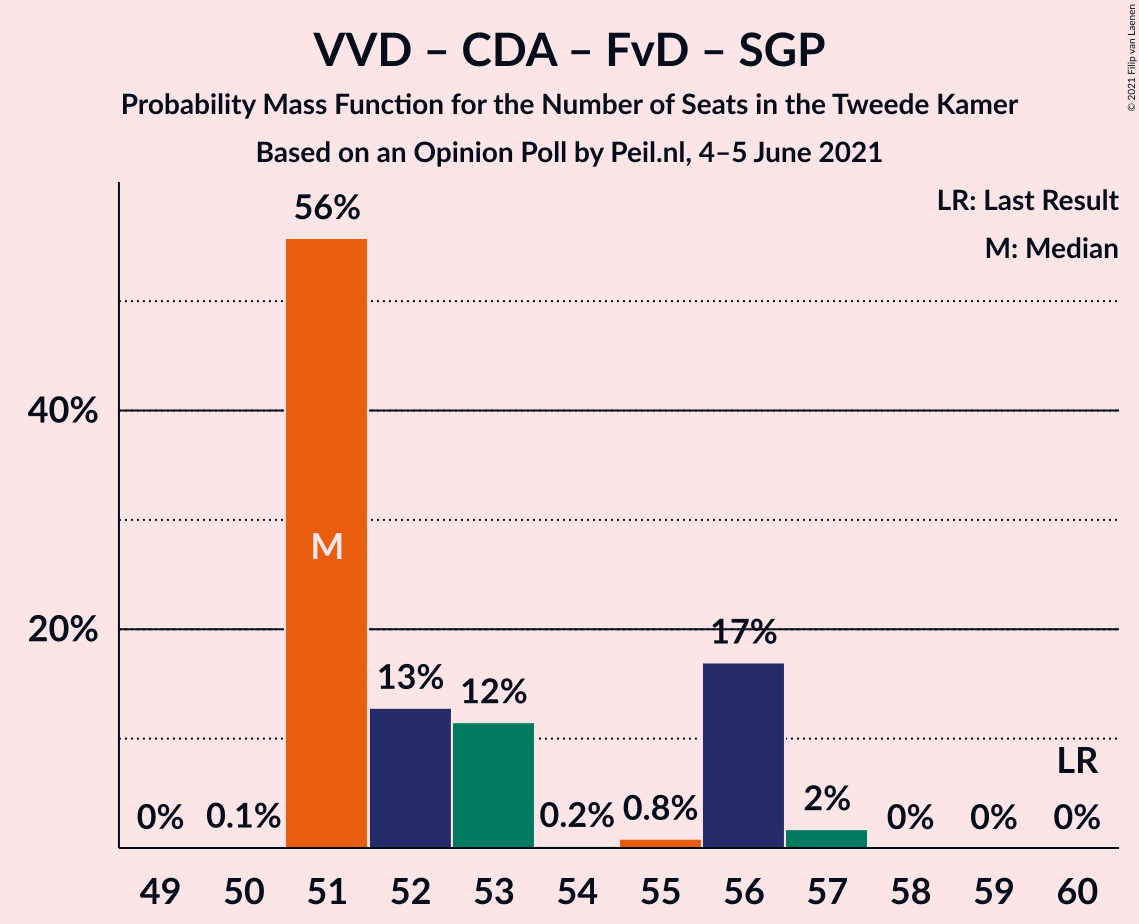 VVD – CDA – FvD – SGP
Probability Mass Function for the Number of Seats in the Tweede Kamer
Based on an Opinion Poll by Peil.nl, 4–5 June 2021
© 2021 Filip van Laenen
LR: Last Result
M: Median
56%
40%
M
20%
17%
13%
12%
LR
0%
0.1%
0.2%
0.8%
2%
0%
0%
0%
49 50 51 52 53 54 55 56 57 58 59 60